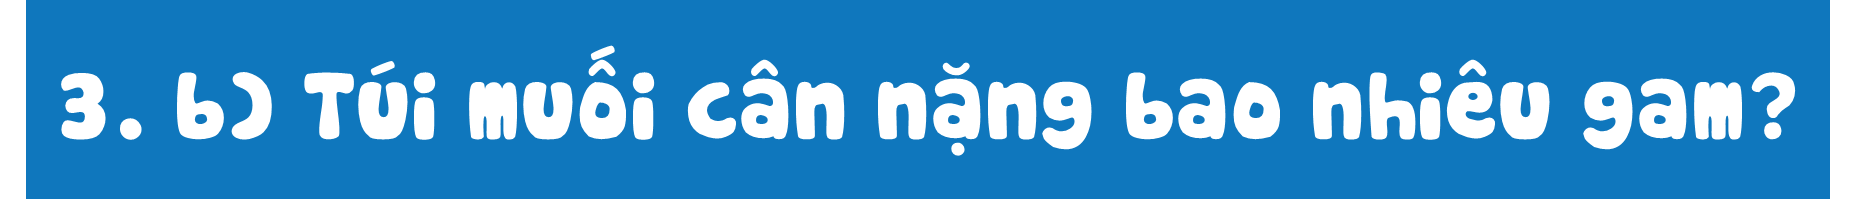 3. b) Túi muối cân nặng bao nhiêu gam?